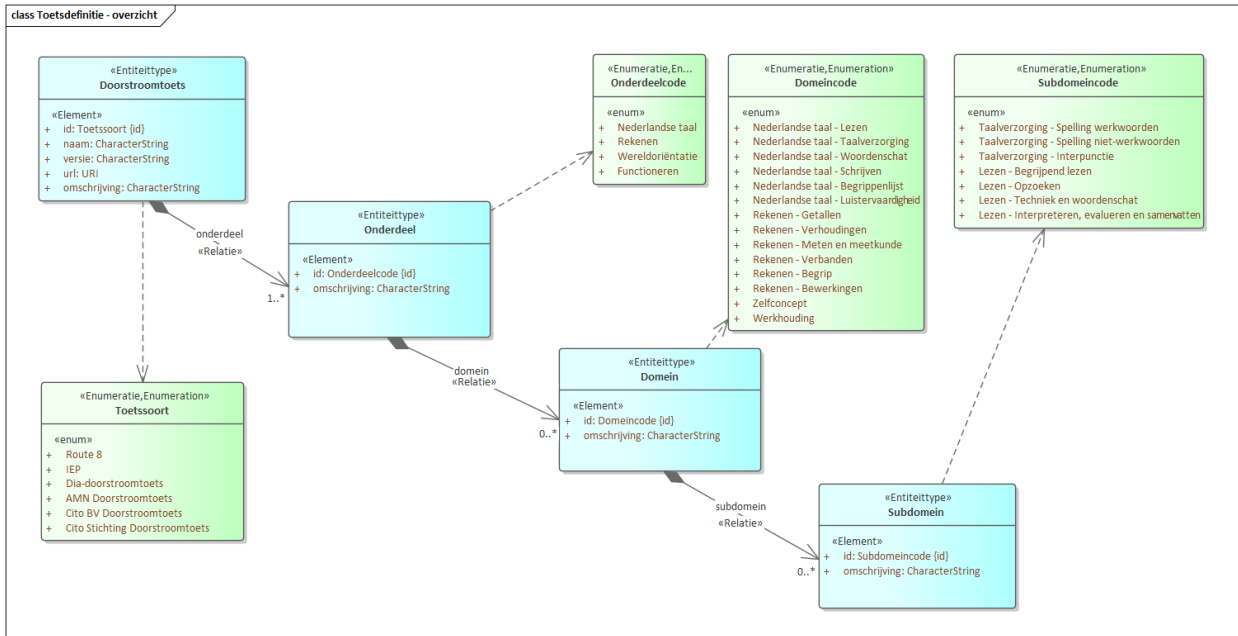 class Toetsdefinitie - overzicht
«Entiteittype»
Doorstroomtoets
«Element»
+ id: Toetssoort {id}
+ naam: CharacterString
+ versie: CharacterString
+ url: URI
+ omschrijving: CharacterString
«Enumeratie,En...
Onderdeelcode
«enum»
+ Nederlandse taal
+ Rekenen
+ Wereldoriëntatie
+ Functioneren
«Enumeratie,Enumeration»
Domeincode
«enum»
+ Nederlandse taal - Lezen
+ Nederlandse taal - Taalverzorging
+ Nederlandse taal - Woordenschat
+ Nederlandse taal - Schrijven
+ Nederlandse taal - Begrippenlijst
+ Nederlandse taal - Luistervaardigheid
+ Rekenen - Getallen
+ Rekenen - Verhoudingen
+ Rekenen - Meten en meetkunde
+ Rekenen - Verbanden
+ Rekenen - Begrip
+ Rekenen - Bewerkingen
+ Zelfconcept
+ Werkhouding
«Enumeratie,Enumeration»
Subdomeincode
«enum»
+ Taalverzorging - Spelling werkwoorden
+ Taalverzorging - Spelling niet-werkwoorden
+ Taalverzorging - Interpunctie
+ Lezen - Begrijpend lezen
+ Lezen - Opzoeken
+ Lezen - Techniek en woordenschat
+ Lezen - Interpreteren, evalueren en samenvatten
onderdeel
«Relatie»
1..*
«Entiteittype»
Onderdeel
«Element»
+ id: Onderdeelcode {id}
+ omschrijving: CharacterString
domein
«Relatie»
0..*
«Entiteittype»
Domein
«Element»
+ id: Domeincode {id}
+ omschrijving: CharacterString
«Enumeratie,Enumeration»
Toetssoort
«enum»
+ Route 8
+ IEP
+ Dia-doorstroomtoets
+ AMN Doorstroomtoets
+ Cito BV Doorstroomtoets
+ Cito Stichting Doorstroomtoets
subdomein
«Relatie»
0..*
«Entiteittype»
Subdomein
«Element»
+ id: Subdomeincode {id}
+ omschrijving: CharacterString